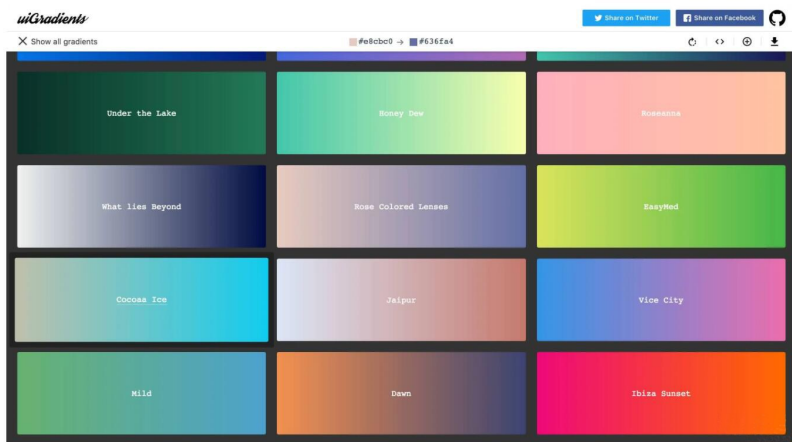 uiGradients
Share on Twitter
Share on Facebook
Show all gradients
#e8cbc0 → #636fa4
Under the Lake
Honey Dew
Roseanna
What lies Beyond
Rose Colored Lenses
EasyMed
Cocoaa Ice
Jaipur
Vice City
Mild
Dawn
Ibiza Sunset